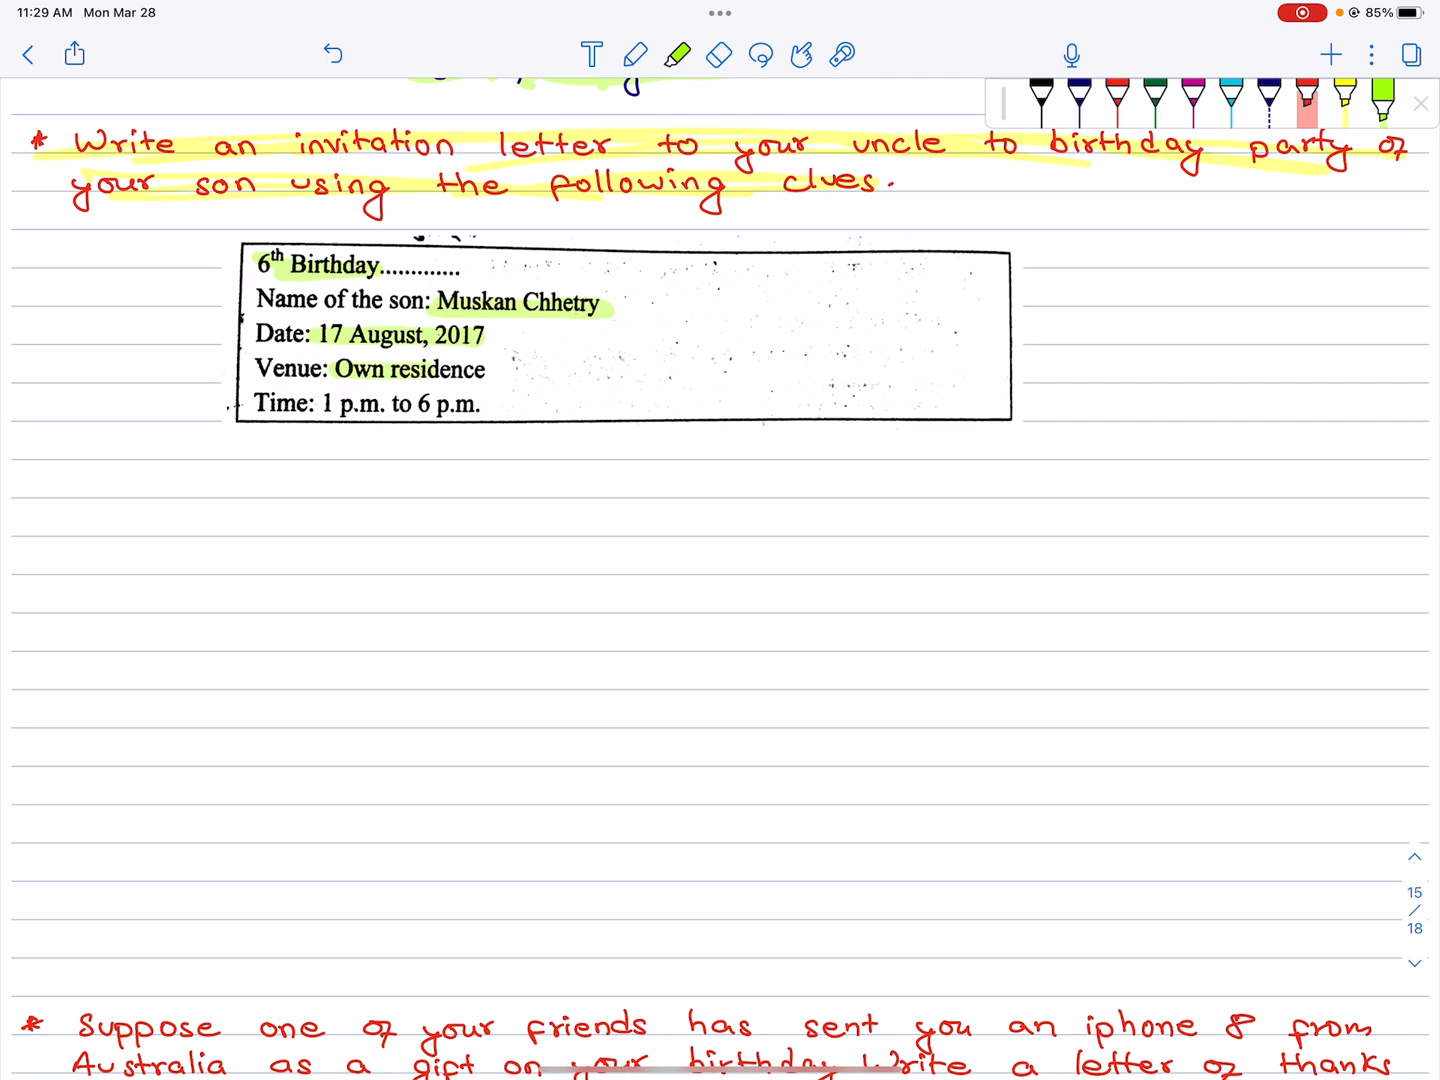 11:29 AM Mon Mar 28
85%
* Write an invitation letter to your uncle to birthday party of
your son using the following clues.
6th Birthday.............
Name of the son: Muskan Chhetry
Date: 17 August, 2017
Venue: Own residence
Time: 1 p.m. to 6 p.m.
15
/
18
* Suppose one of your friends has sent you an iphone 8 from
Australia as a gift on your birthday. Write a letter of thanks